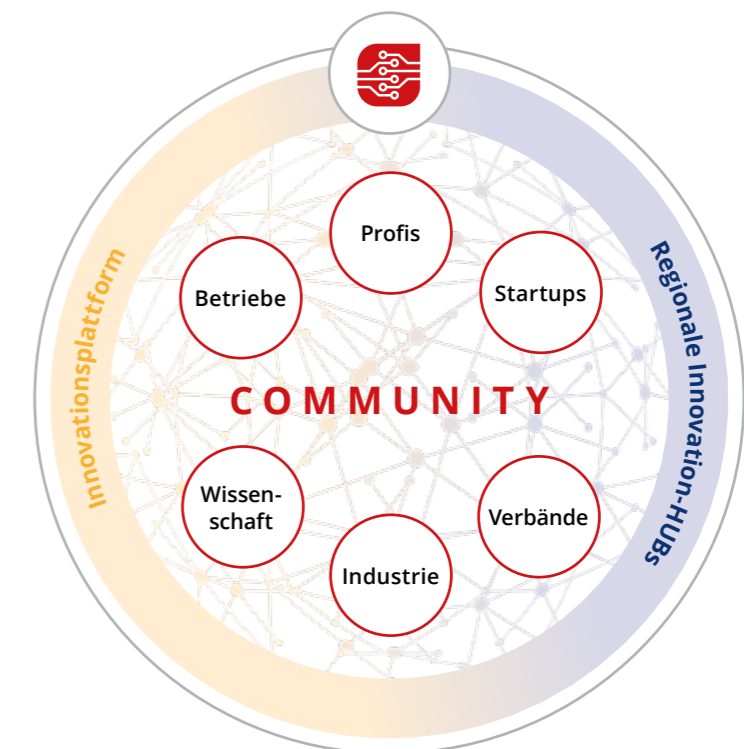 Profis
Betriebe
Startups
Innovationsplattform
Regionale Innovation-HUBs
COMMUNITY
Wissen-
schaft
Verbände
Industrie